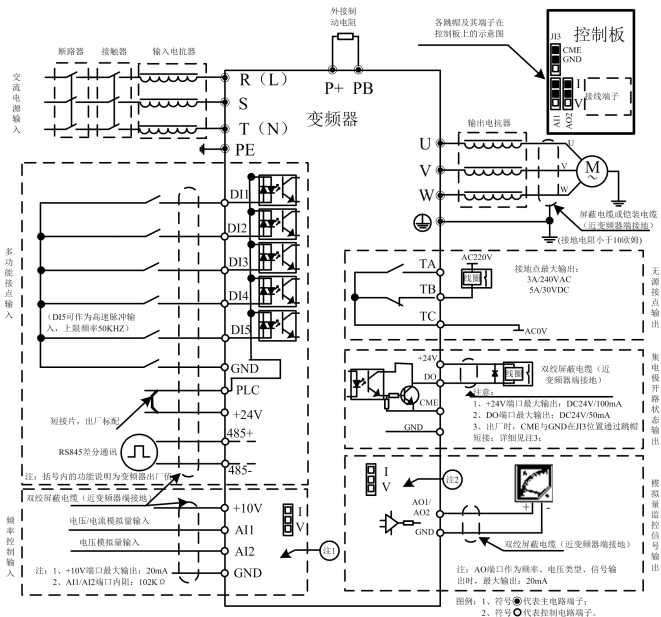 外接制
动电阻
各跳帽及其端子在
控制板上的示意图
控制板
JJ3
CME
GND
I
V
接线端子
AI1
AO2
断路器
接触器
输入电抗器
交流电源输入
R（L）
S
T（N）
PE
P+ PB
变频器
输出电抗器
U
V
W
U
V
W
M
~
屏蔽电缆或铠装电缆
（近变频器端接地）
(接地电阻小于10欧姆)
多功能接点输入
DI1
DI2
DI3
DI4
（DI5可作为高速脉冲输
入，上限频率50KHZ）
DI5
GND
PLC
短接片，出厂标配
+24V
485+
RS845差分通讯
485-
注：括号内的功能说明为变频器出厂值
TA
AC220V
线圈
接地点最大输出：
3A/240VAC
5A/30VDC
TB
TC
AC0V
无源接点输出
+24V
DO
线圈
双绞屏蔽电缆（近
变频器端接地）
CME
GND
注意：
1、+24V端口最大输出：DC24V/100mA
2、DO端口最大输出：DC24V/50mA
3、出厂时，CME与GND在JJ3位置通过跳帽
短接；详细见注3；
集电极开路状态输出
双绞屏蔽电缆（近变频器端接地）
+10V
电压/电流模拟量输入
AI1
电压模拟量输入
AI2
I
V
注1
注：1、+10V端口最大输出：20mA
2、AI1/AI2端口内阻：102KΩ
GND
频率控制输入
I
V
注2
AO1/
AO2
GND
+
-
双绞屏蔽电缆（近变频器端接地）
注：AO端口作为频率、电压类型、信号输
出时，最大输出：20mA
模拟量监控信号输出
图例：1、符号代表主电路端子；
2、符号代表控制电路端子。